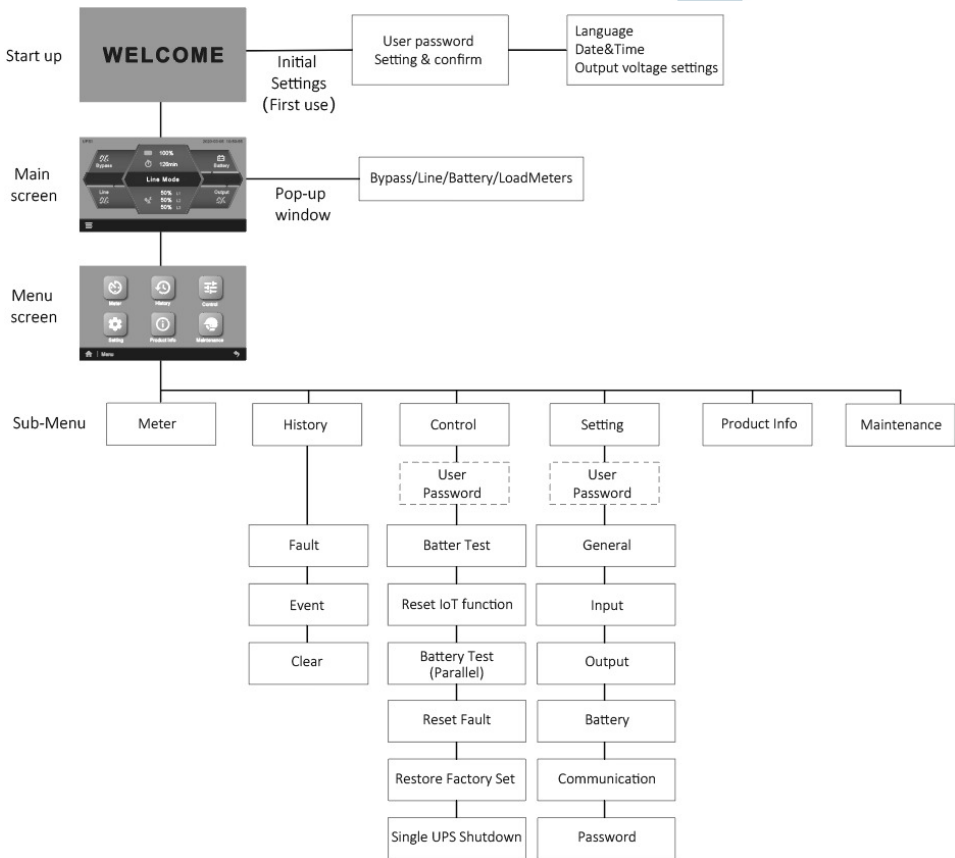 Start up
WELCOME
Initial
Settings
(First use)
User password
Setting & confirm
Language
Date&Time
Output voltage settings
Main
screen
100%
Bypass
126min
Battery
Line Mode
Line
50%
50%
50%
Output
Pop-up
window
Bypass/Line/Battery/LoadMeters
Menu
screen
Meter
History
Control
Setting
Product Info
Maintenance
Menu
Sub-Menu
Meter
History
Control
Setting
Product Info
Maintenance
User
Password
User
Password
Fault
Batter Test
General
Event
Reset IoT function
Input
Clear
Battery Test
(Parallel)
Output
Reset Fault
Battery
Restore Factory Set
Communication
Single UPS Shutdown
Password